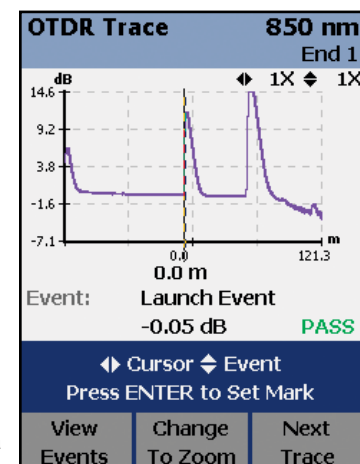 OTDR Trace 850 nm
End 1
dB 1X 1X
14.6
9.2
3.8
-1.6
-7.1 m
0.0 121.3
0.0 m
Event: Launch Event
-0.05 dB PASS
Cursor Event
Press ENTER to Set Mark
View Change Next
Events To Zoom Trace